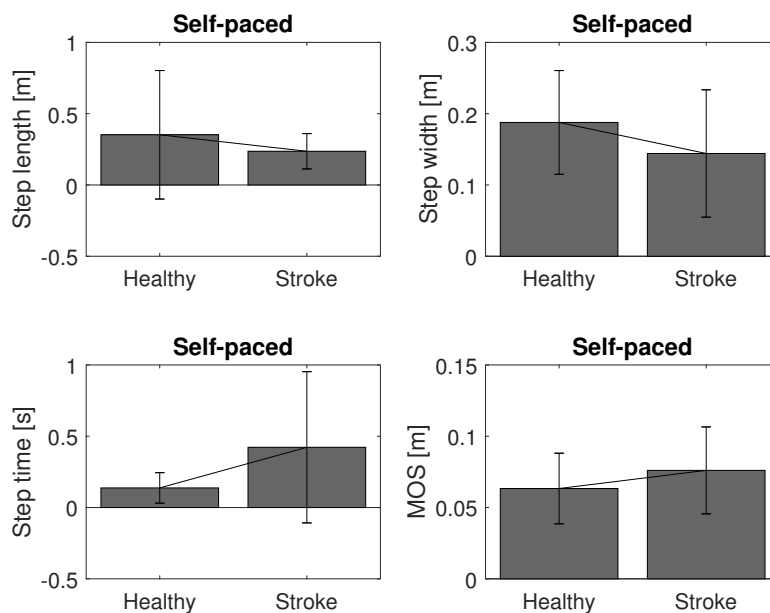 Self-paced
Step length [m]
1
0.5
0
-0.5
Healthy Stroke
Self-paced
Step width [m]
0.3
0.2
0.1
0
Healthy Stroke
Self-paced
Step time [s]
1
0.5
0
-0.5
Healthy Stroke
Self-paced
MOS [m]
0.15
0.1
0.05
0
Healthy Stroke